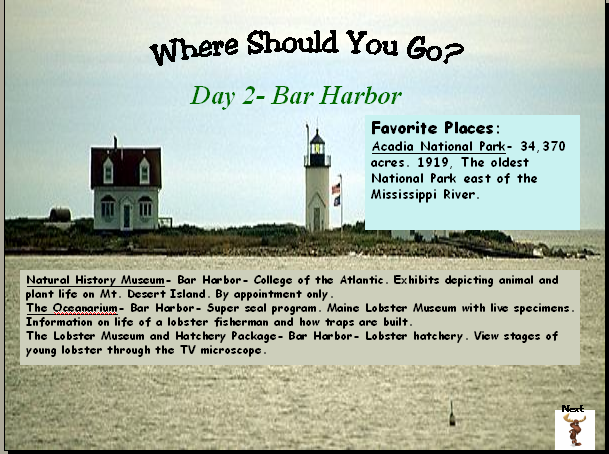 Where Should You Go?
Day 2- Bar Harbor
Favorite Places:
Acadia National Park- 34,370
acres. 1919, The oldest
National Park east of the
Mississippi River.
Natural History Museum- Bar Harbor- College of the Atlantic. Exhibits depicting animal and
plant life on Mt. Desert Island. By appointment only.
The Oceanarium- Bar Harbor- Super seal program. Maine Lobster Museum with live specimens.
Information on life of a lobster fisherman and how traps are built.
The Lobster Museum and Hatchery Package- Bar Harbor- Lobster hatchery. View stages of
young lobster through the TV microscope.
Next